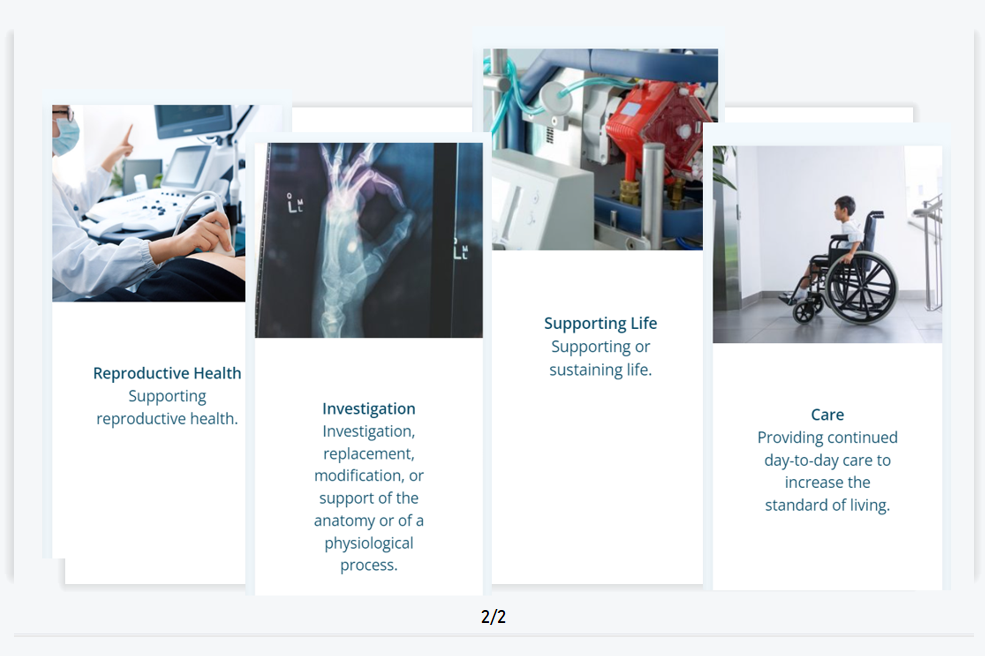 Reproductive Health
Supporting
reproductive health.
Investigation
Investigation,
replacement,
modification, or
support of the
anatomy or of a
physiological
process.
Supporting Life
Supporting or
sustaining life.
Care
Providing continued
day-to-day care to
increase the
standard of living.
2/2